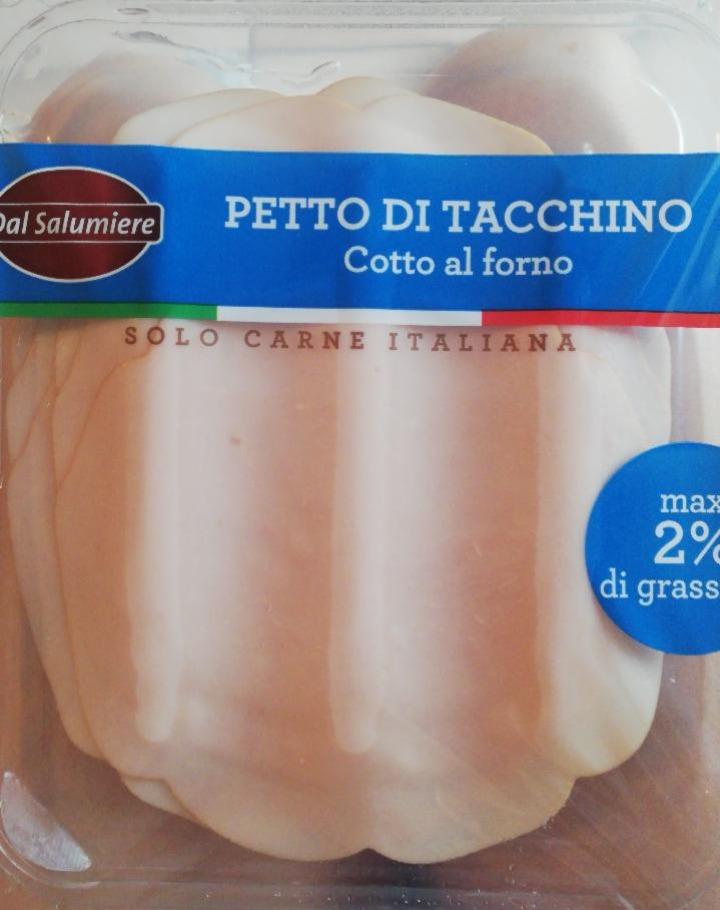 Dal Salumiere
PETTO DI TACCHINO
Cotto al forno
SOLO CARNE ITALIANA
max
2%
di grass